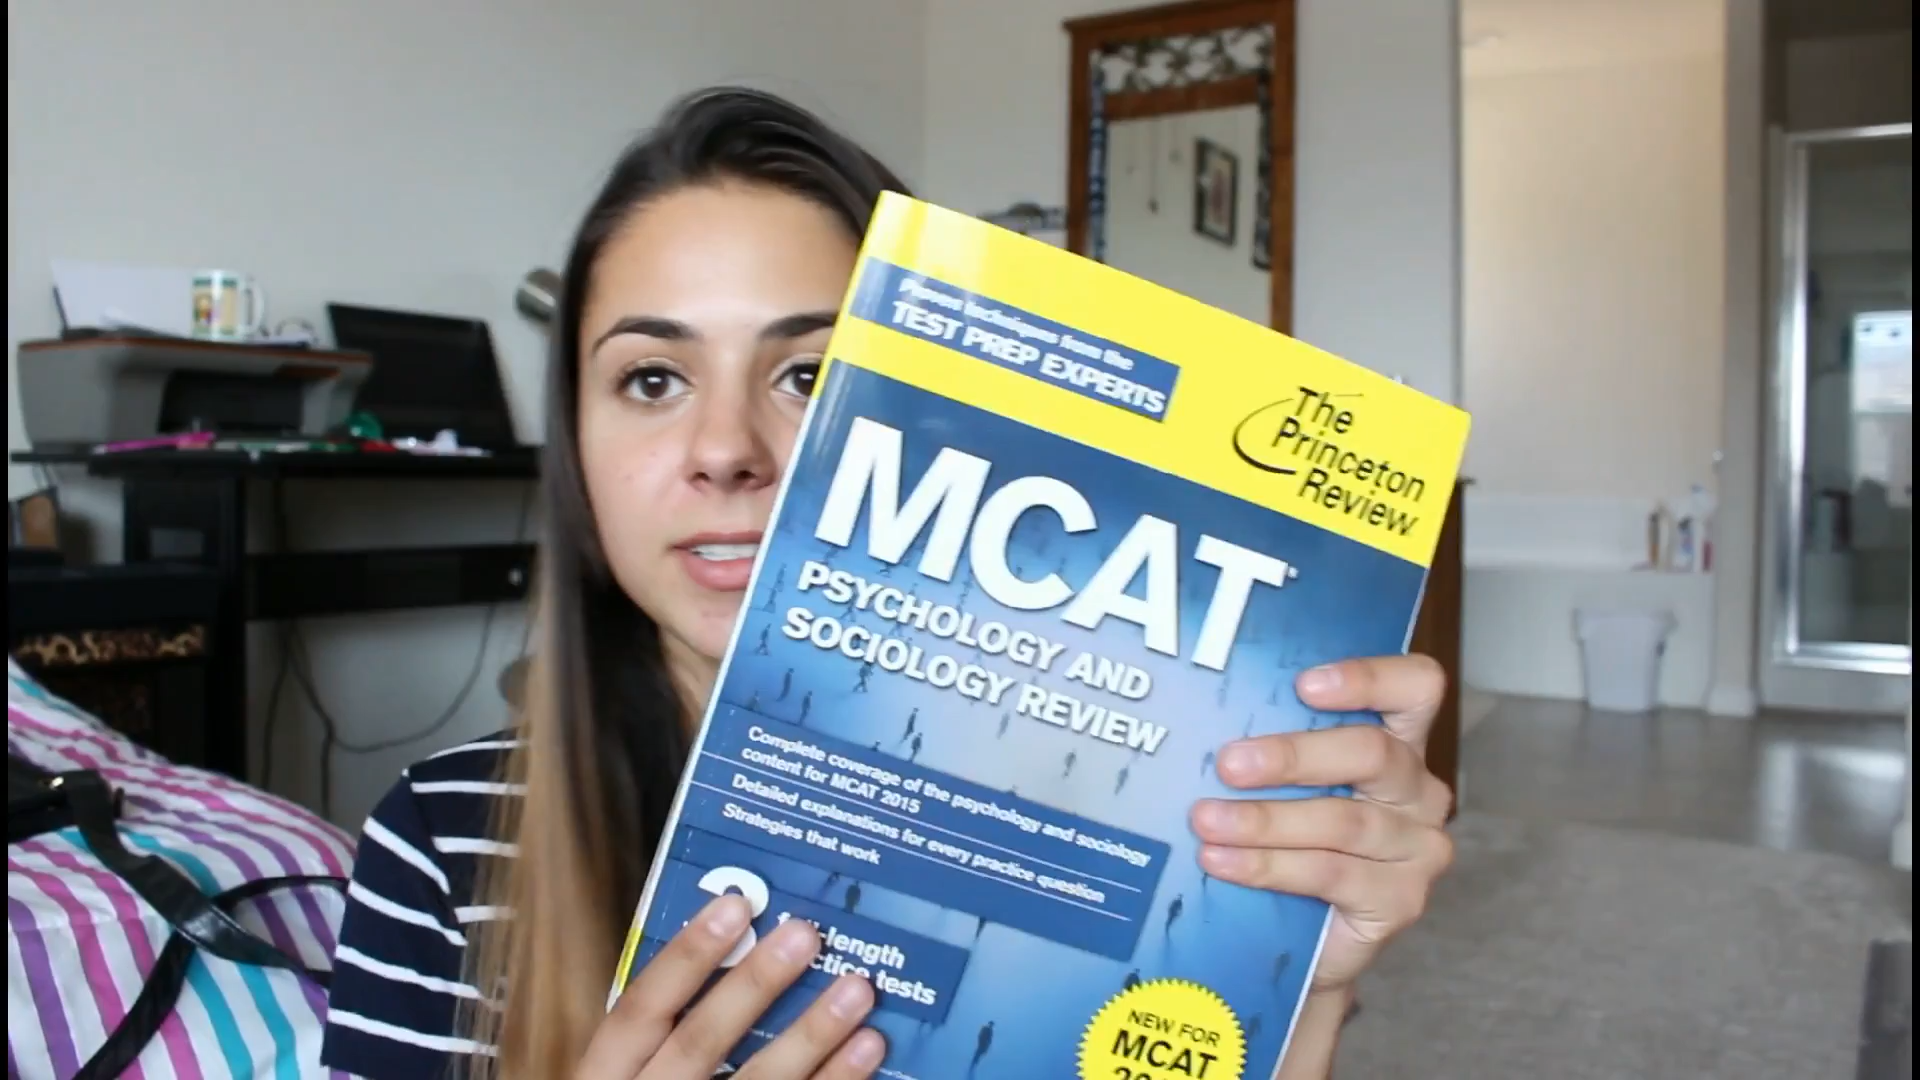 Proven techniques from the
TEST PREP EXPERTS
The
Princeton
Review
MCAT
PSYCHOLOGY AND
SOCIOLOGY REVIEW
Complete coverage of the psychology and sociology
content for MCAT 2015
Detailed explanations for every practice question
Strategies that work
3
-length
tests
NEW FOR
MCAT